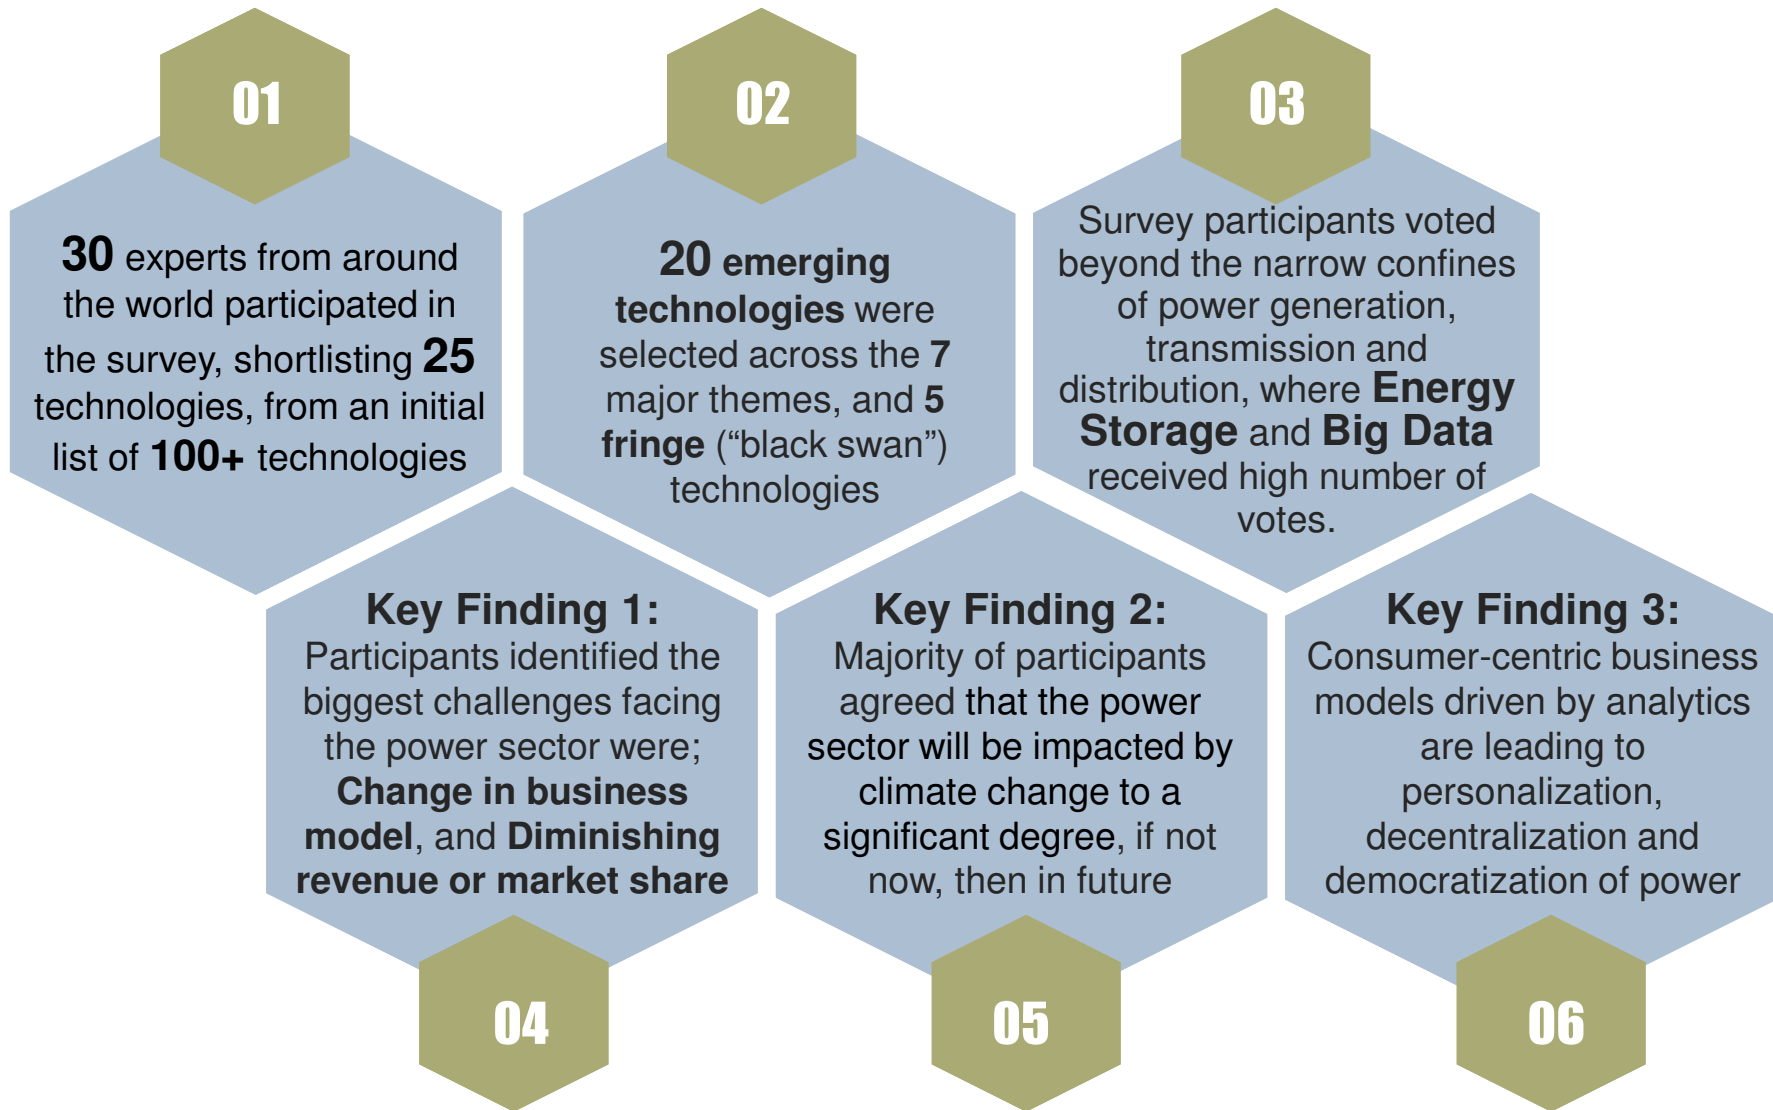 01
30 experts from around
the world participated in
the survey, shortlisting 25
technologies, from an initial
list of 100+ technologies
02
20 emerging
technologies were
selected across the 7
major themes, and 5
fringe (“black swan”)
technologies
03
Survey participants voted
beyond the narrow confines
of power generation,
transmission and
distribution, where Energy
Storage and Big Data
received high number of
votes.
Key Finding 1:
Participants identified the
biggest challenges facing
the power sector were;
Change in business
model, and Diminishing
revenue or market share
04
Key Finding 2:
Majority of participants
agreed that the power
sector will be impacted by
climate change to a
significant degree, if not
now, then in future
05
Key Finding 3:
Consumer-centric business
models driven by analytics
are leading to
personalization,
decentralization and
democratization of power
06